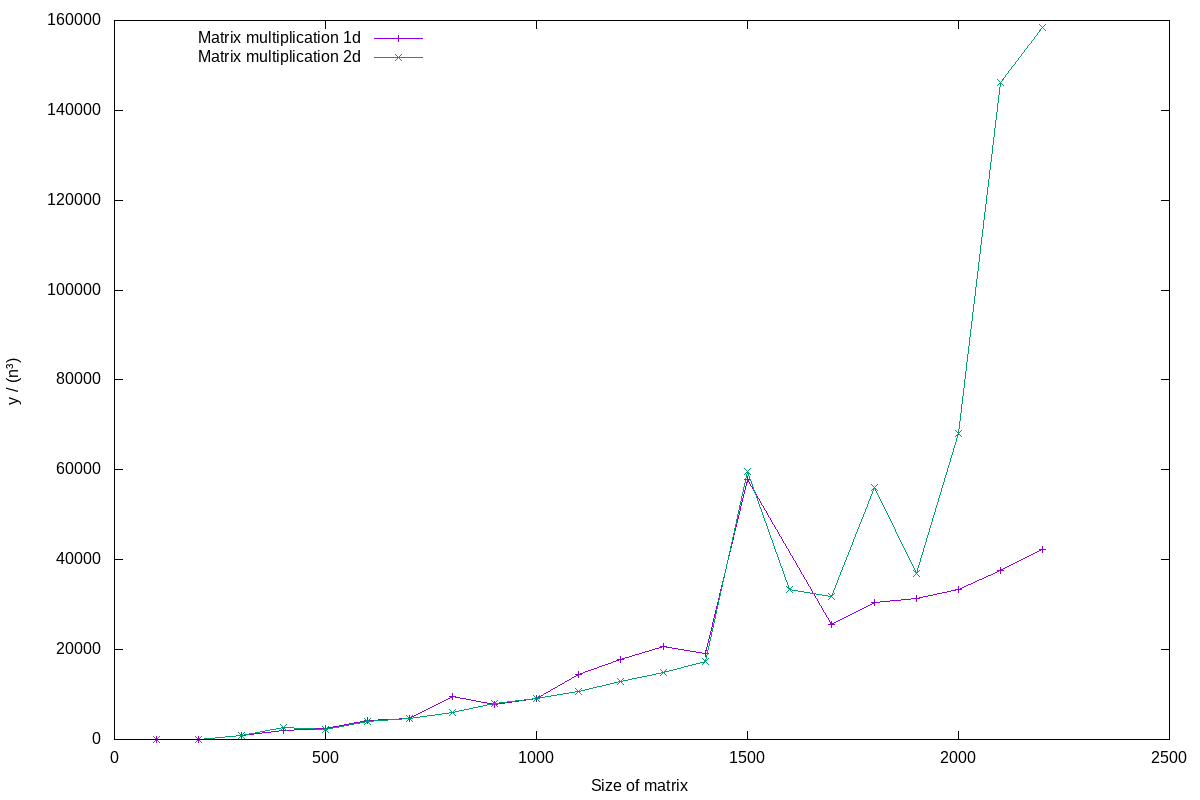 160000
140000
120000
100000
80000
60000
40000
20000
0
Matrix multiplication 1d
Matrix multiplication 2d
y / (n³)
0 500 1000 1500 2000 2500
Size of matrix